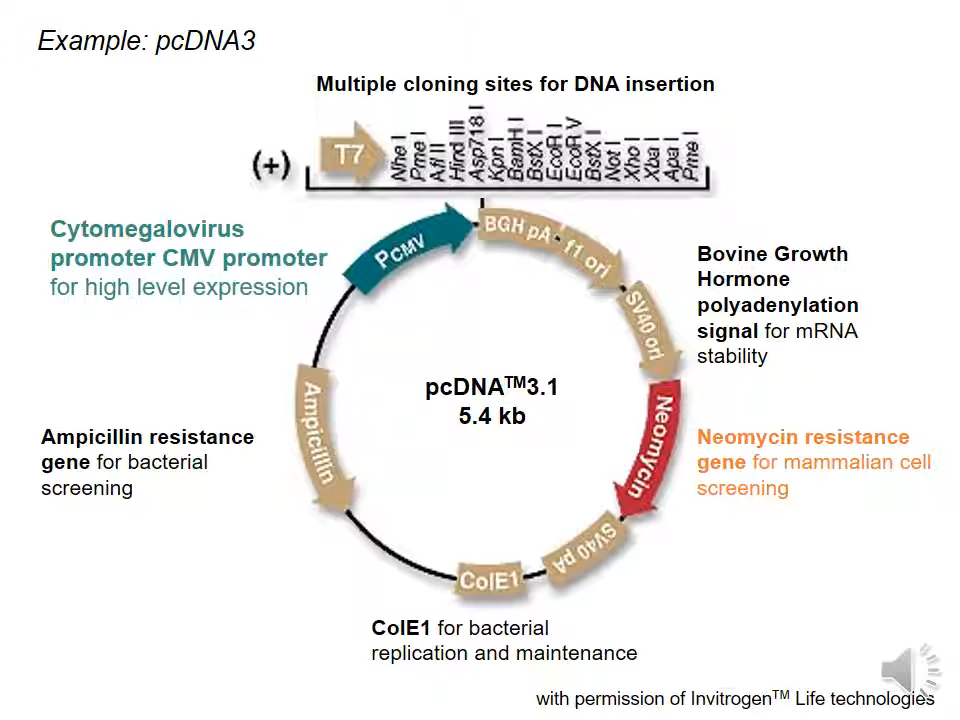 Example: pcDNA3
Multiple cloning sites for DNA insertion
(+)
T7
Nhe I
Pme I
Afl II
Hind III
Asp718 I
Kpn I
BamH I
BstX I
EcoR I
EcoR V
BstX I
Not I
Xho I
Xba I
Apa I
Pme I
Cytomegalovirus
promoter CMV promoter
for high level expression
PCMV
BGH pA
f1 ori
SV40 ori
Bovine Growth
Hormone
polyadenylation
signal for mRNA
stability
pcDNA™3.1
5.4 kb
Ampicillin
Neomycin
Ampicillin resistance
gene for bacterial
screening
Neomycin resistance
gene for mammalian cell
screening
SV40 pA
ColE1
ColE1 for bacterial
replication and maintenance
with permission of Invitrogen™ Life technologies